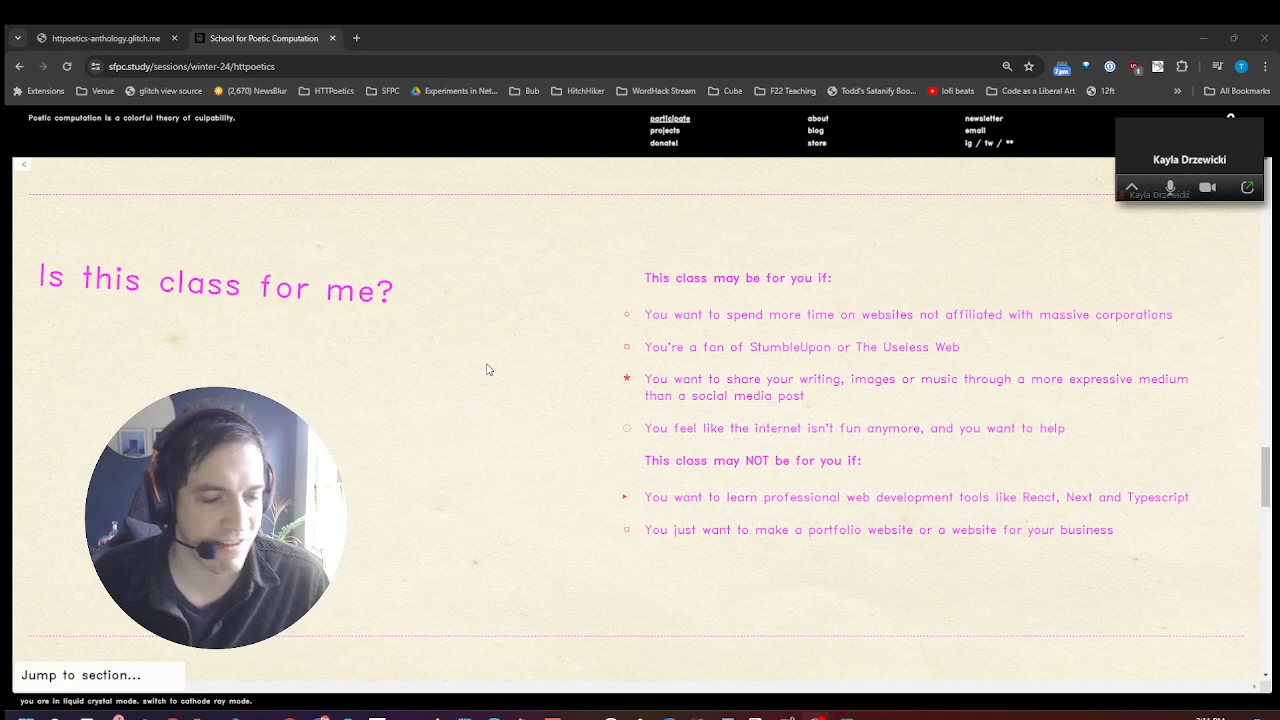 httpoetics-anthology.glitch.me
School for Poetic Computation
sfpc.study/sessions/winter-24/httpoetics
Extensions Venue glitch view source (2,670) NewsBlur HTTPoetics SFPC Experiments in Net... Bub HitchHiker WordHack Stream Cube F22 Teaching Todd's Satanify Boo... lofi beats Code as a Liberal Art 12ft » All Bookmarks
Poetic computation is a colorful theory of culpability.
participate
projects
donate!
about
blog
store
newsletter
email
ig / tw / **
Kayla Drzewicki
Kayla Drzewicki
<
Is this class for me?
This class may be for you if:
You want to spend more time on websites not affiliated with massive corporations
You're a fan of StumbleUpon or The Useless Web
You want to share your writing, images or music through a more expressive medium
than a social media post
You feel like the internet isn't fun anymore, and you want to help
This class may NOT be for you if:
You want to learn professional web development tools like React, Next and Typescript
You just want to make a portfolio website or a website for your business
Jump to section...
you are in liquid crystal mode. switch to cathode ray mode.